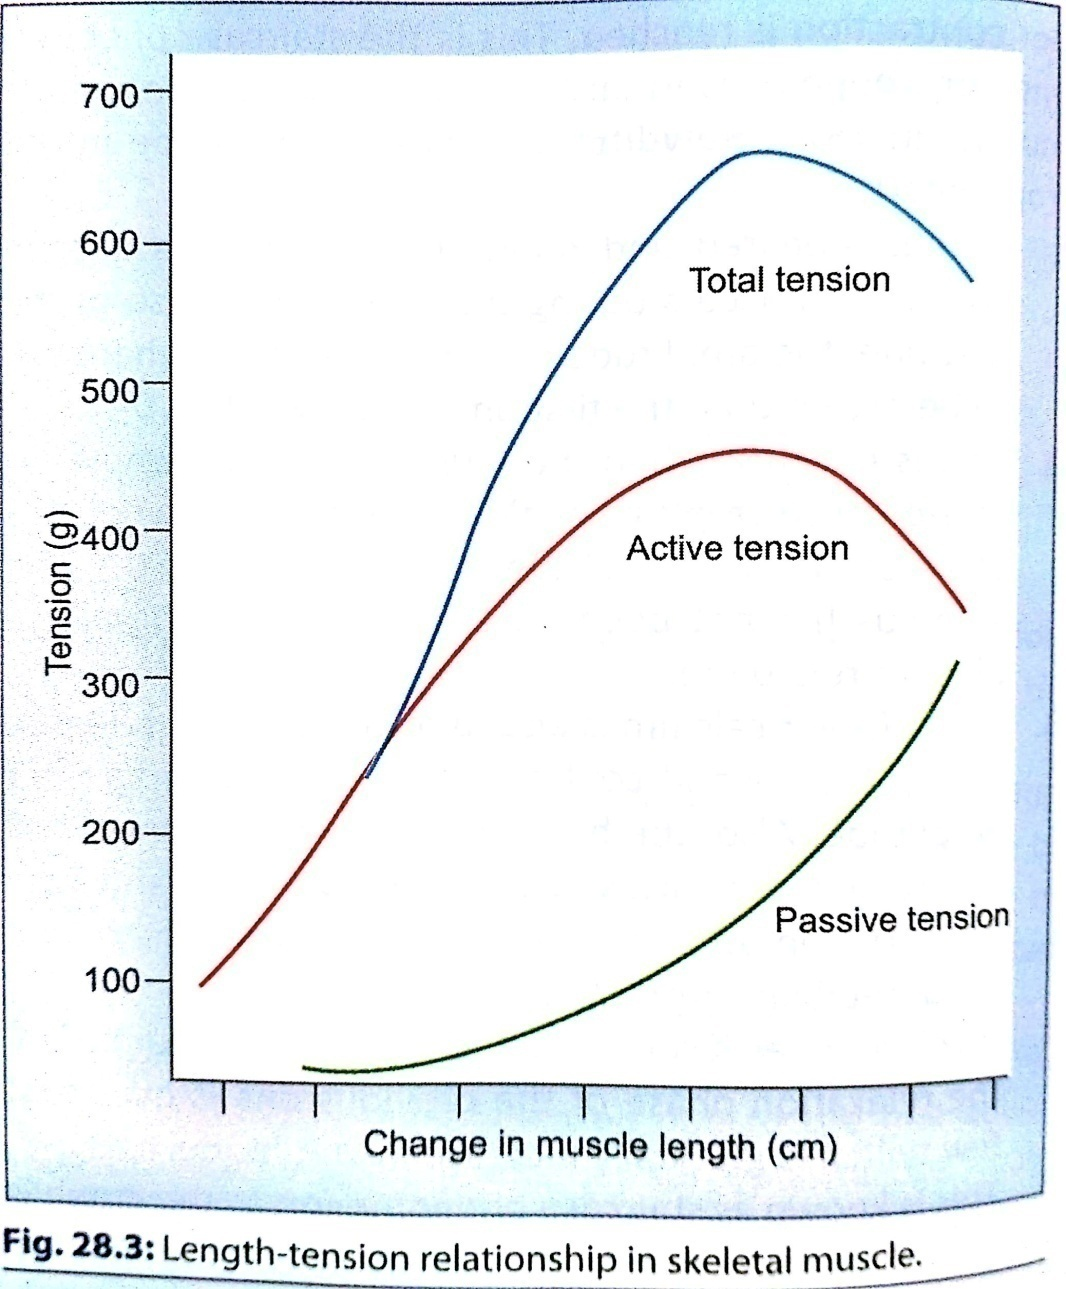 700
600
Total tension
500
Tension (g)
400
Active tension
300
200
Passive tension
100
Change in muscle length (cm)
Fig. 28.3: Length-tension relationship in skeletal muscle.